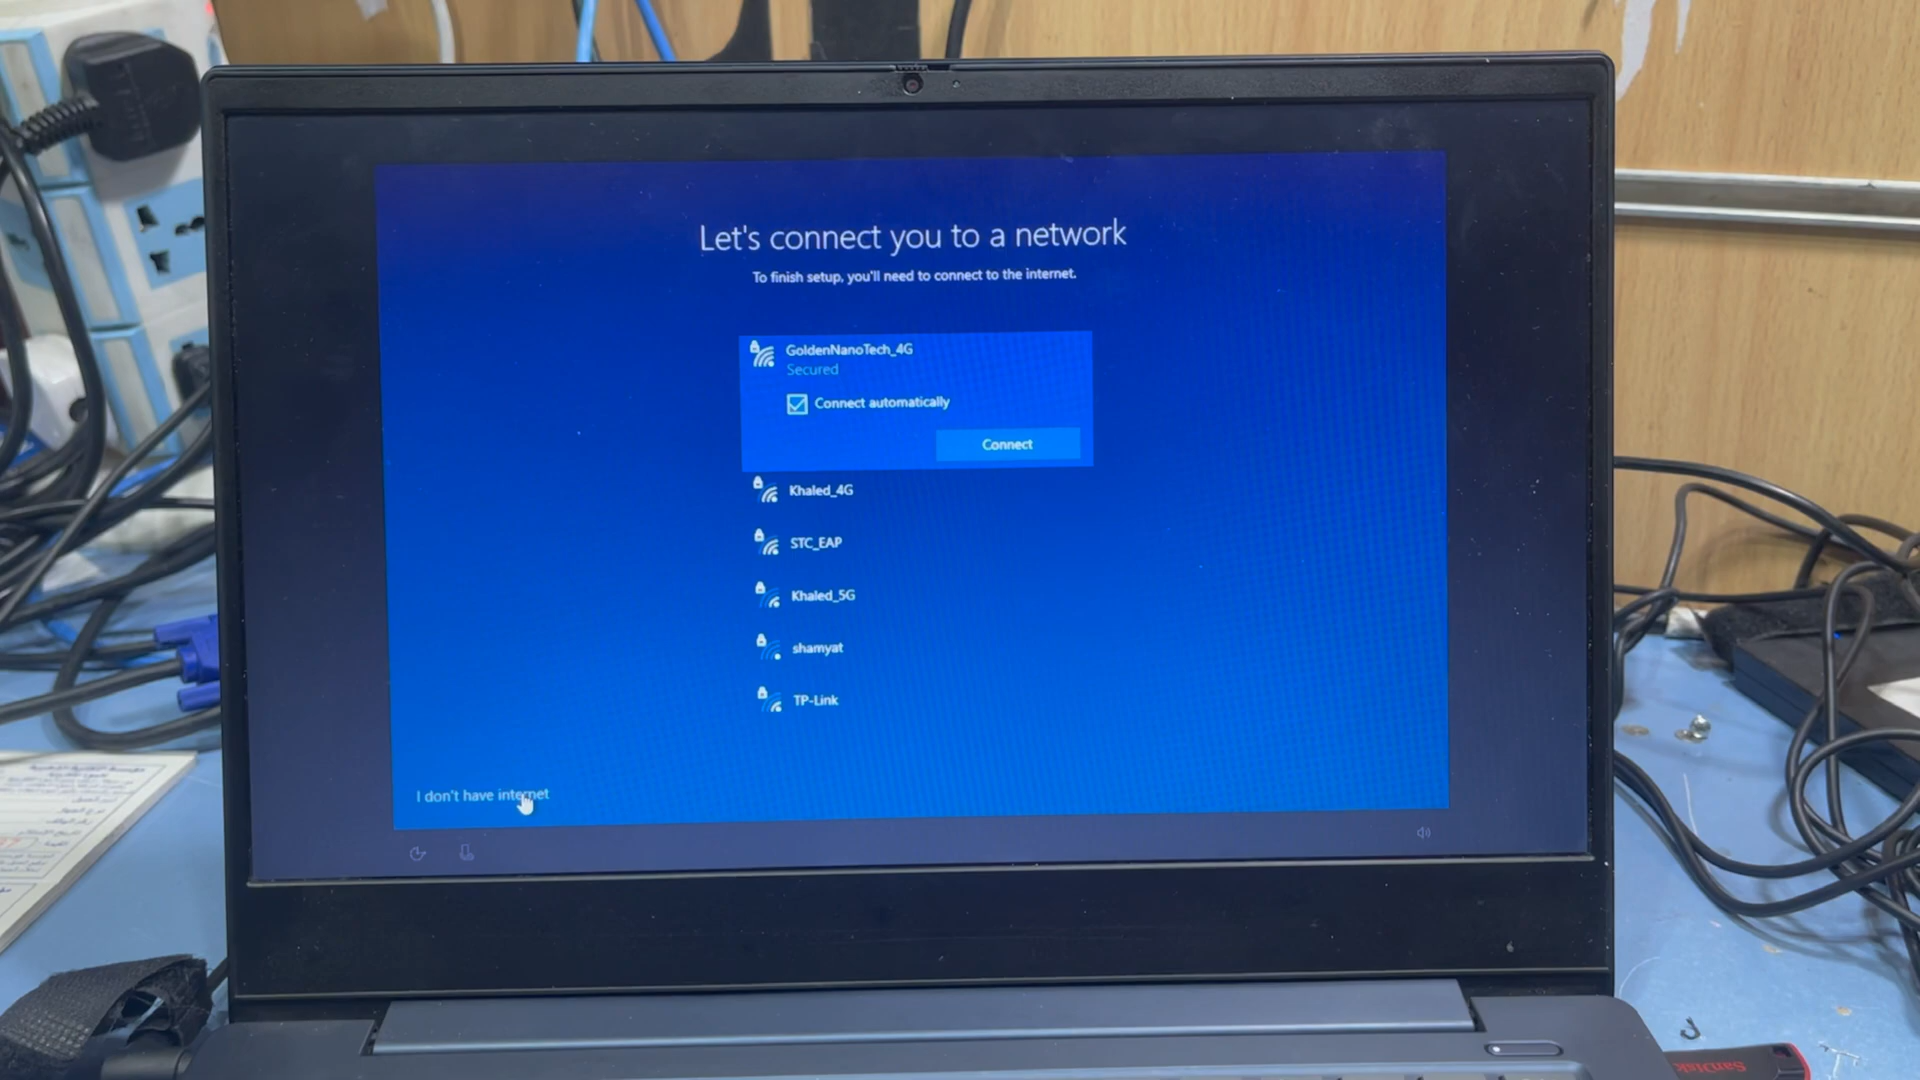 Let's connect you to a network
To finish setup, you'll need to connect to the internet.
GoldenNanoTech_4G
Secured
Connect automatically
Connect
Khaled_4G
STC_EAP
Khaled_5G
shamyat
TP-Link
I don't have internet
SanDisk